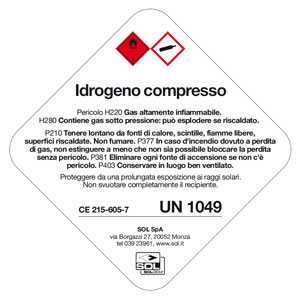 Idrogeno compresso
Pericolo H220 Gas altamente infiammabile.
H280 Contiene gas sotto pressione: può esplodere se riscaldato.
P210 Tenere lontano da fonti di calore, scintille, fiamme libere,
superfici riscaldati. Non fumare. P377 In caso d'incendio dovuto a perdita
di gas, non estinguere a meno che non sia possibile bloccare la perdita
senza pericolo. P381 Eliminare ogni fonte di accensione se non c'è
pericolo. P403 Conservare in luogo ben ventilato.
Proteggere da una prolungata esposizione ai raggi solari.
Non svuotare completamente il recipiente.
CE 215-605-7 UN 1049
SOL SpA
via Borgazzi 27, 20052 Monza
tel 039 23961, www.sol.it
SOL
SOLGROUP